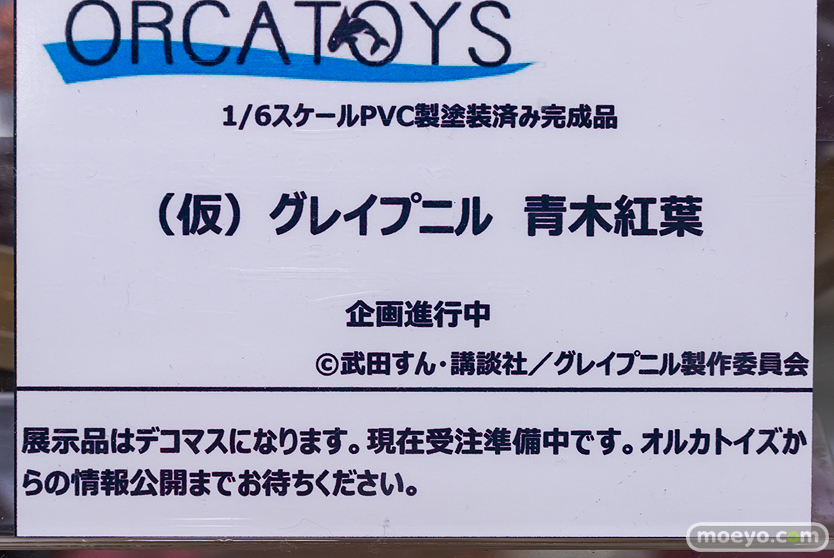 ORCATOYS
1/6スケールPVC製塗装済み完成品
（仮）グレイプニル　青木紅葉
企画進行中
©武田すん・講談社／グレイプニル製作委員会
展示品はデコマスになります。現在受注準備中です。オルカトイズか
らの情報公開までお待ちください。
moeyo.com